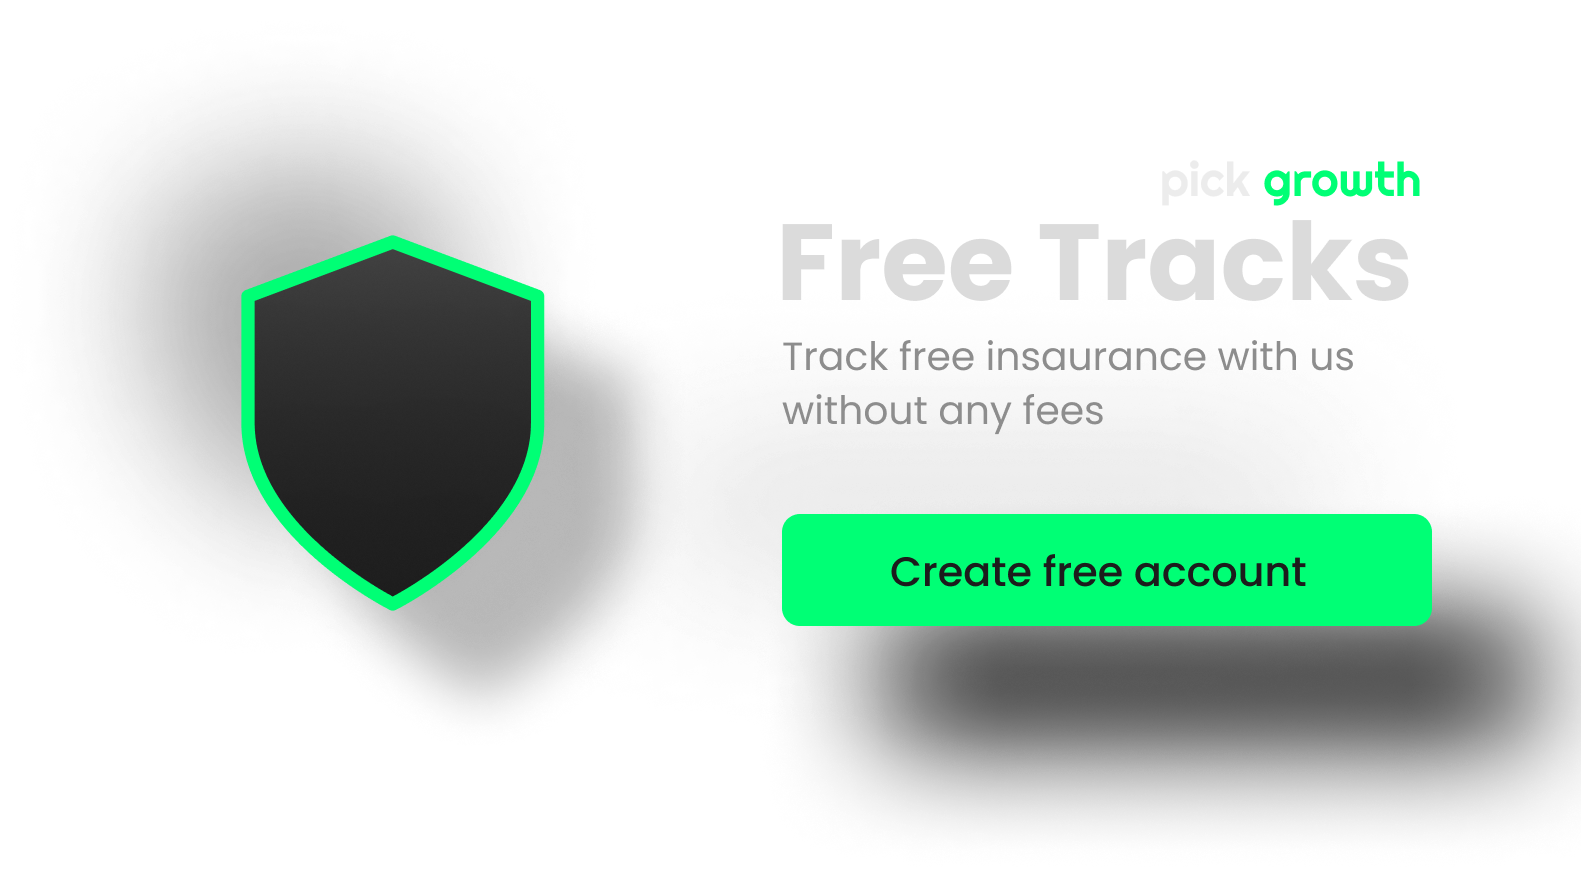 pick growth
Free Tracks
Track free insaurance with us
without any fees
Create free account